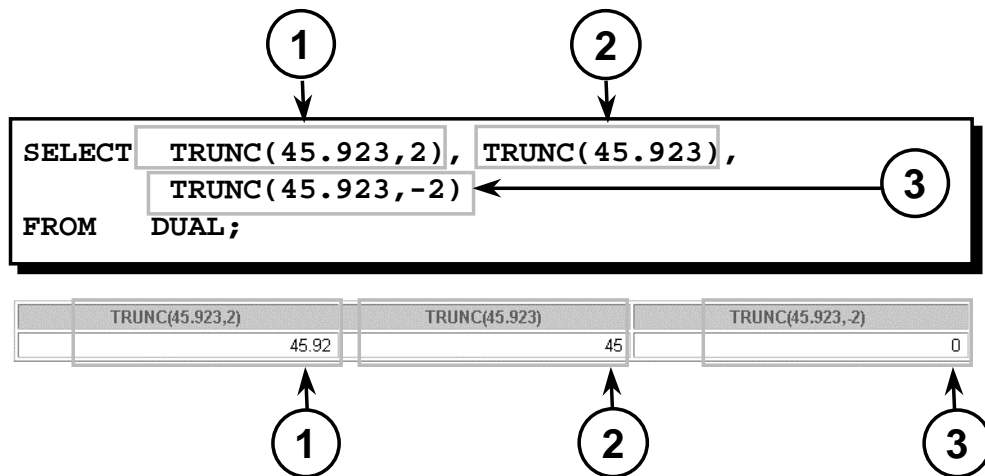 1 2
SELECT TRUNC(45.923,2), TRUNC(45.923),
TRUNC(45.923,-2) 3
FROM DUAL;
TRUNC(45.923,2) TRUNC(45.923) TRUNC(45.923,-2)
45.92 45 0
1 2 3